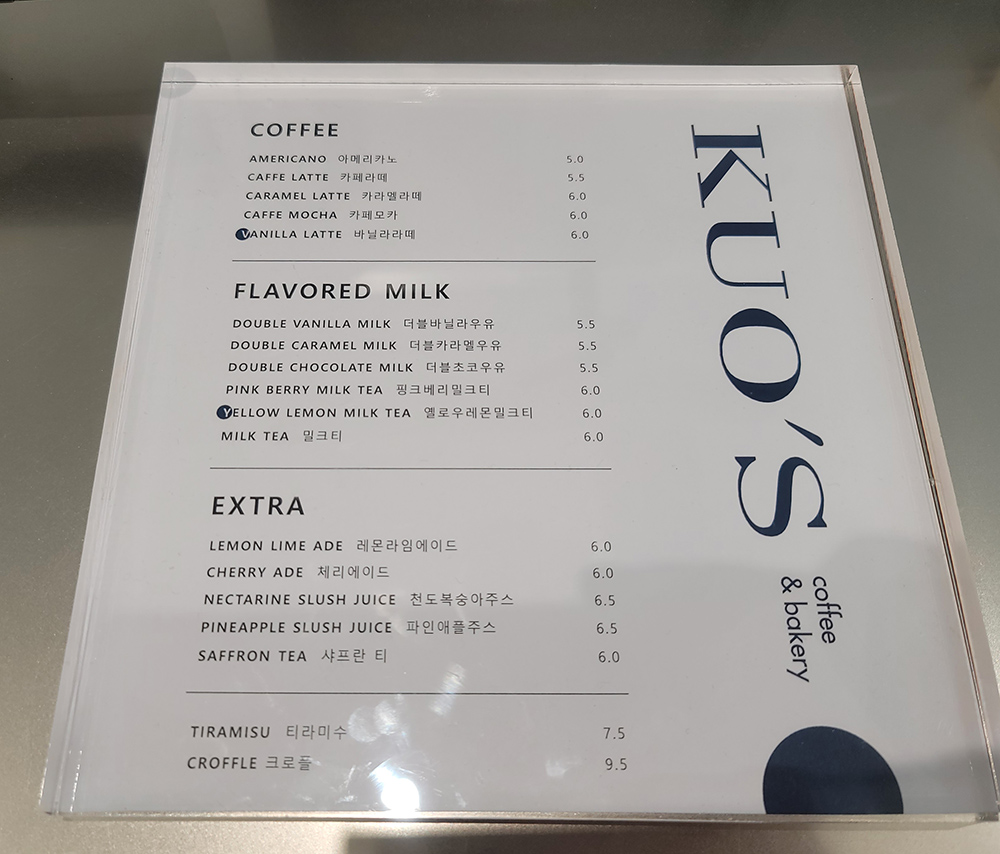 COFFEE
AMERICANO 아메리카노 5.0
CAFFE LATTE 카페라떼 5.5
CARAMEL LATTE 카라멜라떼 6.0
CAFFE MOCHA 카페모카 6.0
VANILLA LATTE 바닐라라떼 6.0
FLAVORED MILK
DOUBLE VANILLA MILK 더블바닐라우유 5.5
DOUBLE CARAMEL MILK 더블카라멜우유 5.5
DOUBLE CHOCOLATE MILK 더블초코우유 5.5
PINK BERRY MILK TEA 핑크베리밀크티 6.0
YELLOW LEMON MILK TEA 옐로우레몬밀크티 6.0
MILK TEA 밀크티 6.0
EXTRA
LEMON LIME ADE 레몬라임에이드 6.0
CHERRY ADE 체리에이드 6.0
NECTARINE SLUSH JUICE 천도복숭아주스 6.5
PINEAPPLE SLUSH JUICE 파인애플주스 6.5
SAFFRON TEA 샤프란 티 6.0
TIRAMISU 티라미수 7.5
CROFFLE 크로플 9.5
KUO'S
coffee
& bakery